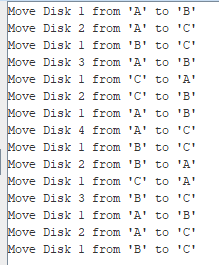 Move Disk 1 from 'A' to 'B'
Move Disk 2 from 'A' to 'C'
Move Disk 1 from 'B' to 'C'
Move Disk 3 from 'A' to 'B'
Move Disk 1 from 'C' to 'A'
Move Disk 2 from 'C' to 'B'
Move Disk 1 from 'A' to 'B'
Move Disk 4 from 'A' to 'C'
Move Disk 1 from 'B' to 'C'
Move Disk 2 from 'B' to 'A'
Move Disk 1 from 'C' to 'A'
Move Disk 3 from 'B' to 'C'
Move Disk 1 from 'A' to 'B'
Move Disk 2 from 'A' to 'C'
Move Disk 1 from 'B' to 'C'